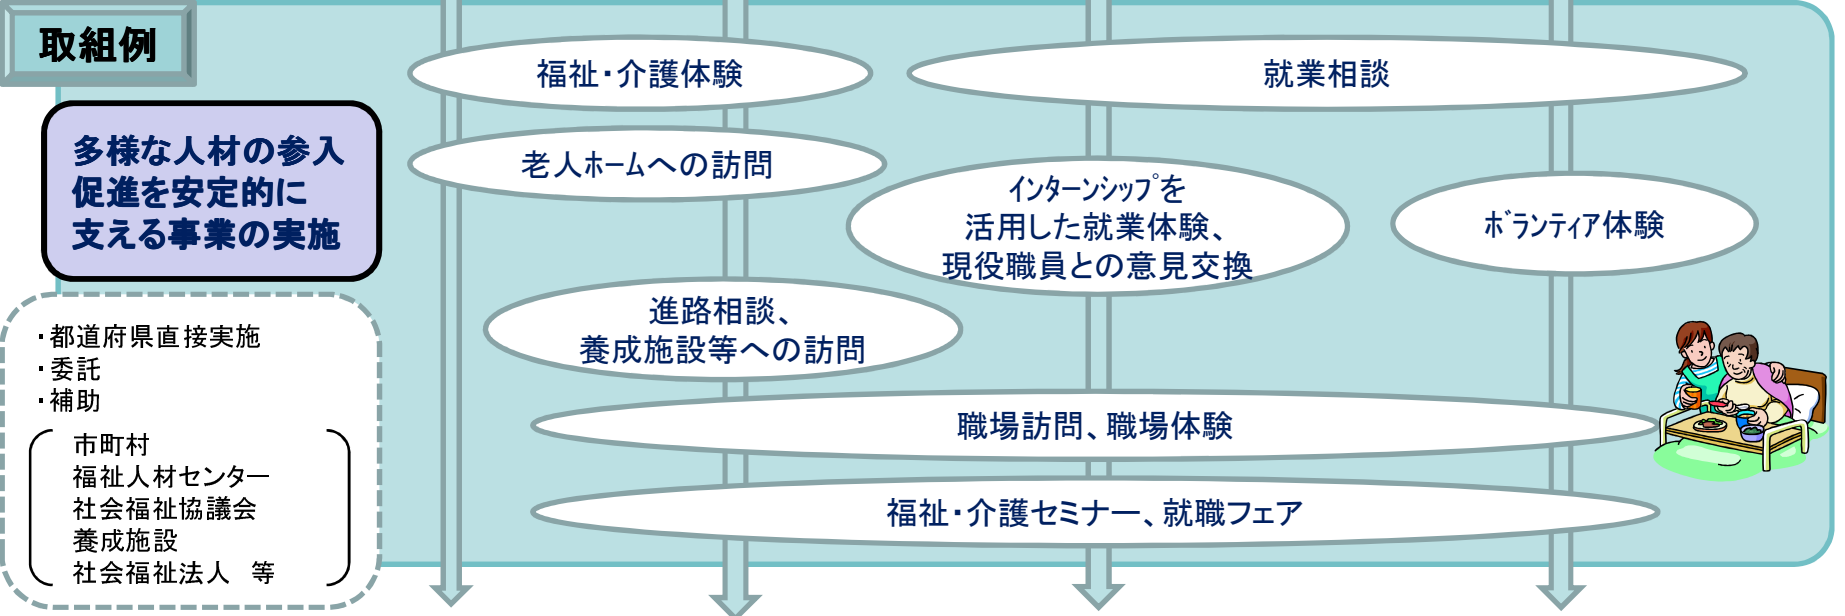 取組例
福祉・介護体験
就業相談
多様な人材の参入
促進を安定的に
支える事業の実施
老人ﾎｰﾑへの訪問
ｲﾝﾀｰﾝｼｯﾌﾟを
活用した就業体験、
現役職員との意見交換
ﾎﾞﾗﾝﾃｨｱ体験
進路相談、
養成施設等への訪問
・都道府県直接実施
・委託
・補助
市町村
福祉人材センター
社会福祉協議会
養成施設
社会福祉法人　等
職場訪問、職場体験
福祉・介護セミナー、就職フェア